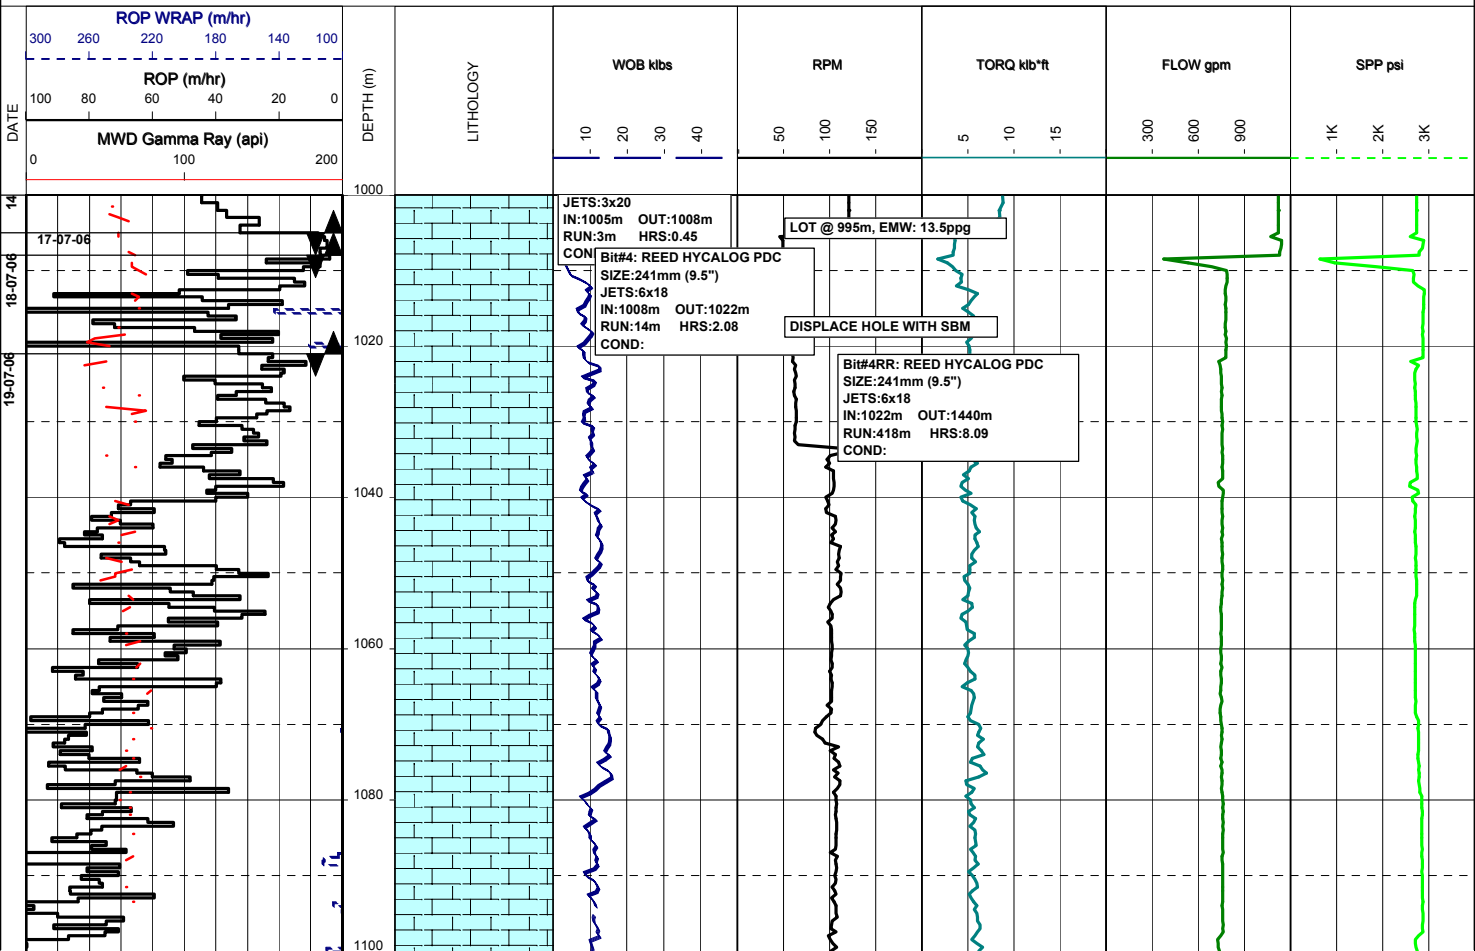 ROP WRAP (m/hr)
300 260 220 180 140 100
ROP (m/hr)
100 80 60 40 20 0
MWD Gamma Ray (api)
0 100 200
DATE
DEPTH (m)
LITHOLOGY
WOB klbs
10 20 30 40
RPM
50 100 150
TORQ klb*ft
5 10 15
FLOW gpm
300 600 900
SPP psi
1K 2K 3K
14
17-07-06
18-07-06
19-07-06
1000
1020
1040
1060
1080
1100
JETS:3x20
IN:1005m OUT:1008m
RUN:3m HRS:0.45
CON
Bit#4: REED HYCALOG PDC
SIZE:241mm (9.5")
JETS:6x18
IN:1008m OUT:1022m
RUN:14m HRS:2.08
COND:
LOT @ 995m, EMW: 13.5ppg
DISPLACE HOLE WITH SBM
Bit#4RR: REED HYCALOG PDC
SIZE:241mm (9.5")
JETS:6x18
IN:1022m OUT:1440m
RUN:418m HRS:8.09
COND: